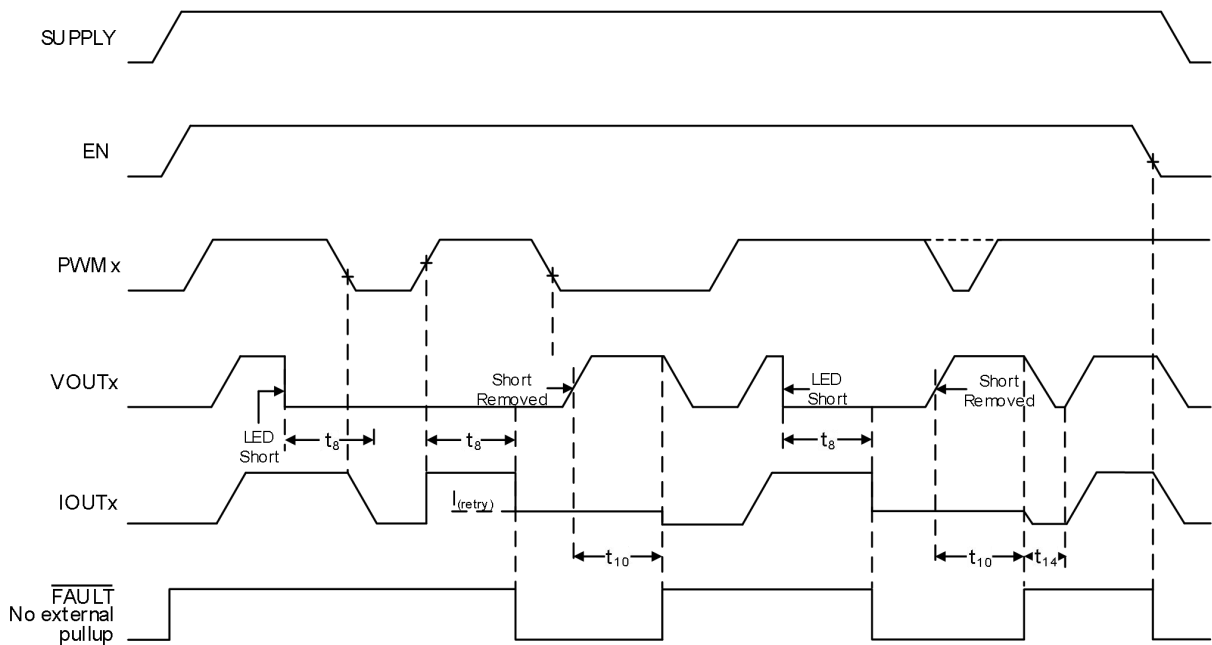 SUPPLY
EN
PWMx
VOUTx
LED
Short
t8
t8
Short
Removed
LED
Short
t8
Short
Removed
IOUTx
I(retry)
t10
t10
t14
FAULT
No external
pullup